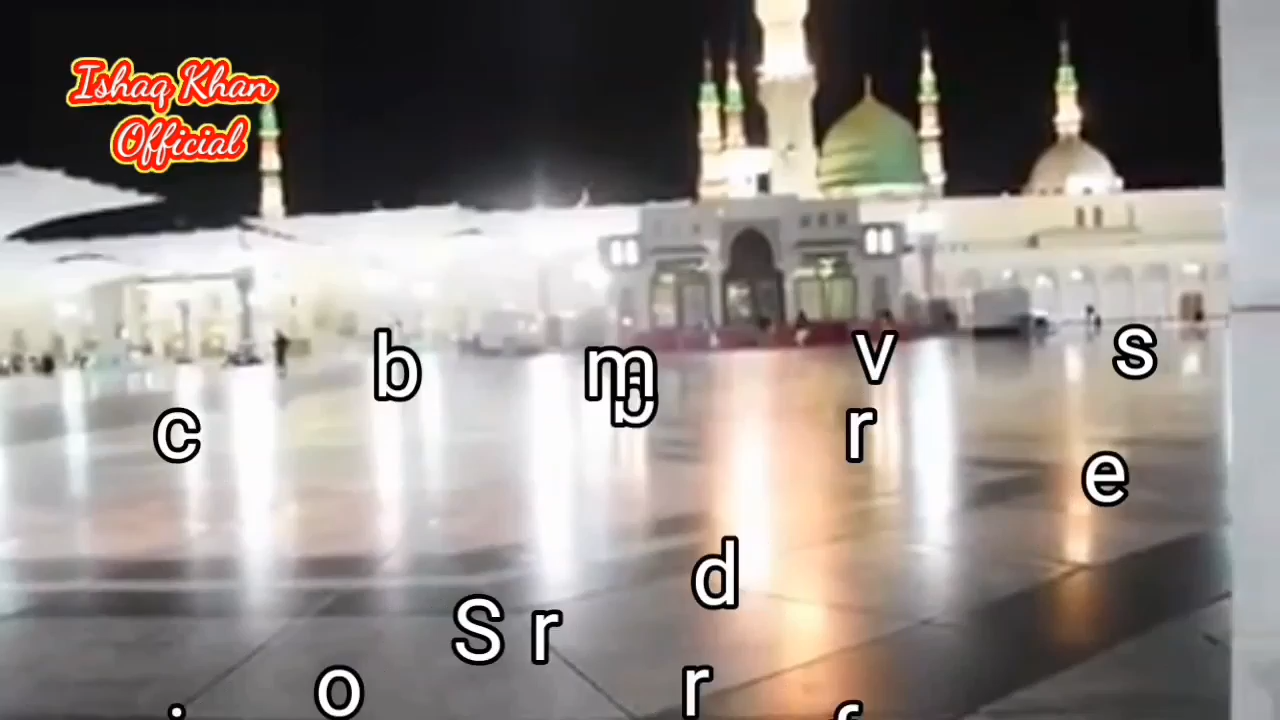 Ishaq Khan
Official
b m v s
c b r e
d
S r
o r f